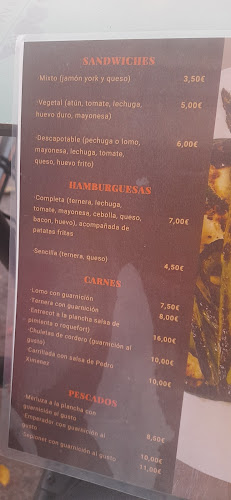 SANDWICHES
·Mixto (jamón york y queso) 3,50€
·Vegetal (atún, tomate, lechuga, 5,00€
huevo duro, mayonesa)
·Descapotable (pechuga o lomo, 6,00€
mayonesa, lechuga, tomate,
queso, huevo frito)
HAMBURGUESAS
·Completa (ternera, lechuga,
tomate, mayonesa, cebolla, queso, 7,00€
bacon, huevo), acompañada de
patatas fritas
·Sencilla (ternera, queso) 4,50€
CARNES
·Lomo con guarnición 7,50€
·Ternera con guarnición 8,00€
·Entrecot a la plancha salsa de
pimienta o roquefort) 16,00€
·Chuletas de cordero (guarnición al
gusto) 10,00€
·Carrillada con salsa de Pedro
Ximenez 10,00€
PESCADOS
·Merluza a la plancha con
guarnición al gusto 8,50€
·Emperador con guarnición al
gusto 10,00€
con guarnición al gusto 11,00€